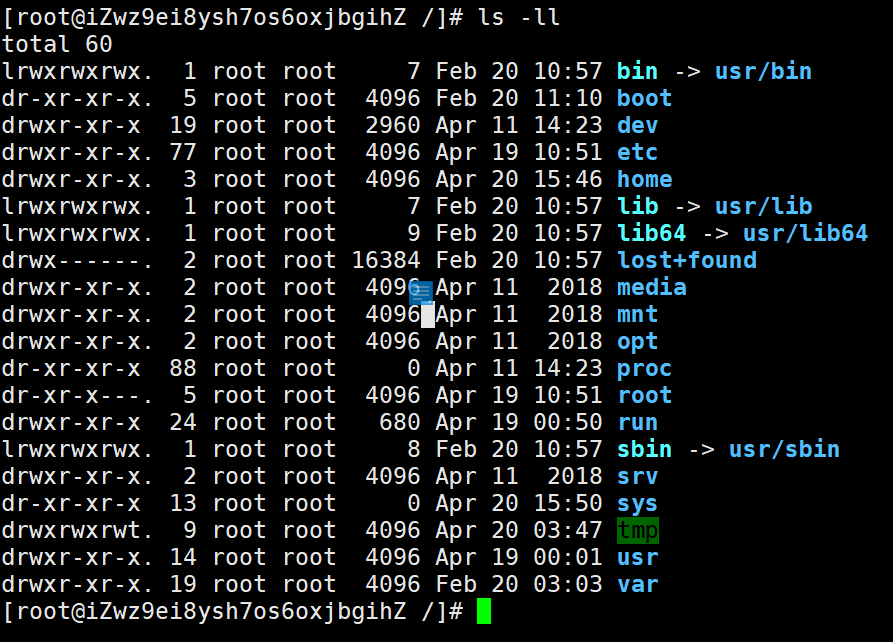 [root@iZwz9ei8ysh7os6oxjbgihZ /]# ls -ll
total 60
lrwxrwxrwx.  1 root root     7 Feb 20 10:57 bin -> usr/bin
dr-xr-xr-x.  5 root root  4096 Feb 20 11:10 boot
drwxr-xr-x  19 root root  2960 Apr 11 14:23 dev
drwxr-xr-x. 77 root root  4096 Apr 19 10:51 etc
drwxr-xr-x.  3 root root  4096 Apr 20 15:46 home
lrwxrwxrwx.  1 root root     7 Feb 20 10:57 lib -> usr/lib
lrwxrwxrwx.  1 root root     9 Feb 20 10:57 lib64 -> usr/lib64
drwx------.  2 root root 16384 Feb 20 10:57 lost+found
drwxr-xr-x.  2 root root  4096 Apr 11  2018 media
drwxr-xr-x.  2 root root  4096 Apr 11  2018 mnt
drwxr-xr-x.  2 root root  4096 Apr 11  2018 opt
dr-xr-xr-x  88 root root     0 Apr 11 14:23 proc
dr-xr-x---.  5 root root  4096 Apr 19 10:51 root
drwxr-xr-x  24 root root   680 Apr 19 00:50 run
lrwxrwxrwx.  1 root root     8 Feb 20 10:57 sbin -> usr/sbin
drwxr-xr-x.  2 root root  4096 Apr 11  2018 srv
dr-xr-xr-x  13 root root     0 Apr 20 15:50 sys
drwxrwxrwt.  9 root root  4096 Apr 20 03:47 tmp
drwxr-xr-x. 14 root root  4096 Apr 19 00:01 usr
drwxr-xr-x. 19 root root  4096 Feb 20 03:03 var
[root@iZwz9ei8ysh7os6oxjbgihZ /]#